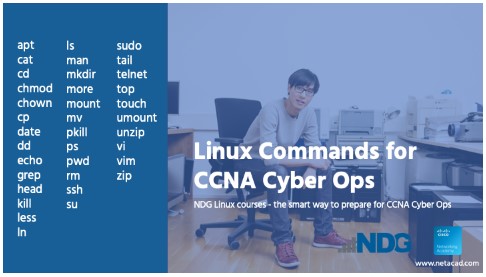 apt
cat
cd
chmod
chown
cp
date
dd
echo
grep
head
kill
less
ln
ls
man
mkdir
more
mount
mv
pkill
ps
pwd
rm
ssh
su
sudo
tail
telnet
top
touch
umount
unzip
vi
vim
zip
Linux Commands for
CCNA Cyber Ops
NDG Linux courses - the smart way to prepare for CCNA Cyber Ops
NDG
cisco
Networking
Academy
www.netacad.com